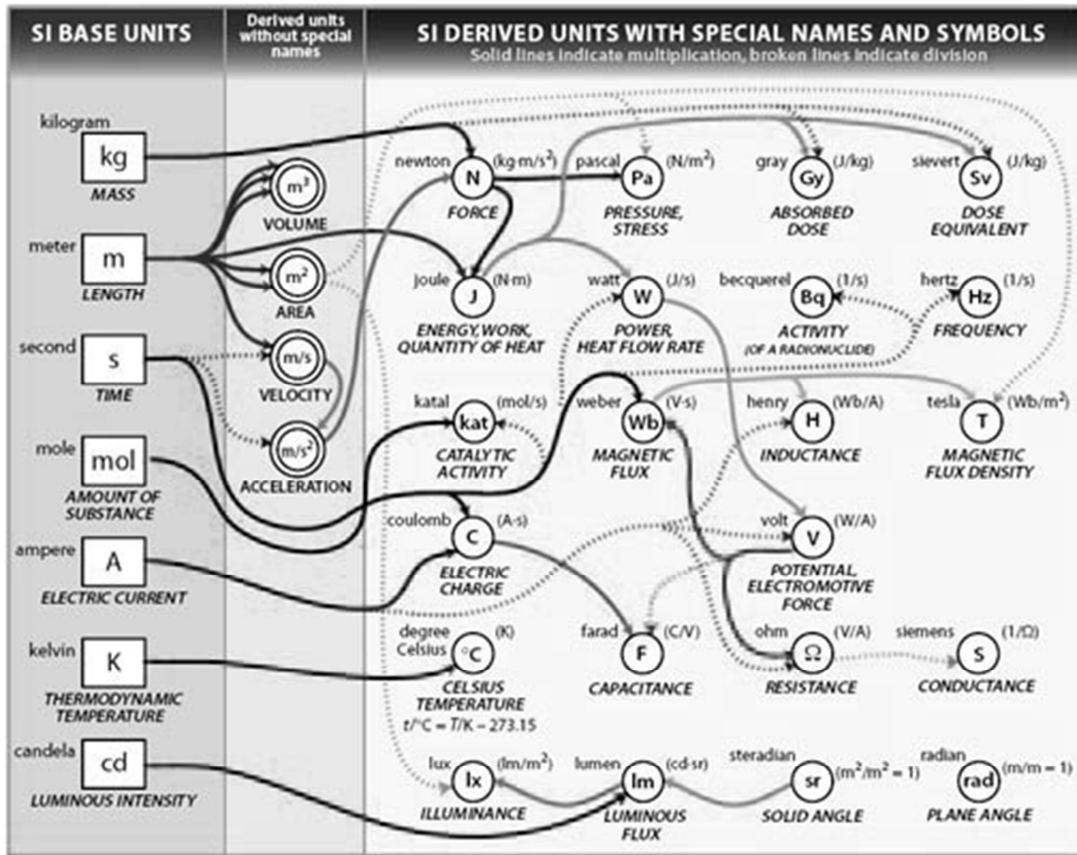 SI BASE UNITS
Derived units
without special
names
SI DERIVED UNITS WITH SPECIAL NAMES AND SYMBOLS
Solid lines indicate multiplication, broken lines indicate division
kilogram
kg
MASS
meter
m
LENGTH
second
s
TIME
mole
mol
AMOUNT OF
SUBSTANCE
ampere
A
ELECTRIC CURRENT
kelvin
K
THERMODYNAMIC
TEMPERATURE
candela
cd
LUMINOUS INTENSITY
m³
VOLUME
m²
AREA
m/s
VELOCITY
m/s²
ACCELERATION
newton
N
(kg·m/s²)
FORCE
pascal
Pa
(N/m²)
PRESSURE,
STRESS
gray
Gy
(J/kg)
ABSORBED
DOSE
sievert
Sv
(J/kg)
DOSE
EQUIVALENT
joule
J
(N·m)
ENERGY, WORK,
QUANTITY OF HEAT
watt
W
(J/s)
POWER,
HEAT FLOW RATE
becquerel
Bq
(1/s)
ACTIVITY
(OF A RADIONUCLIDE)
hertz
Hz
(1/s)
FREQUENCY
katal
kat
(mol/s)
CATALYTIC
ACTIVITY
weber
Wb
(V·s)
MAGNETIC
FLUX
henry
H
(Wb/A)
INDUCTANCE
tesla
T
(Wb/m²)
MAGNETIC
FLUX DENSITY
coulomb
C
(A·s)
ELECTRIC
CHARGE
volt
V
(W/A)
POTENTIAL,
ELECTROMOTIVE
FORCE
degree
Celsius
°C
(K)
CELSIUS
TEMPERATURE
t/°C = T/K – 273.15
farad
F
(C/V)
CAPACITANCE
ohm
Ω
(V/A)
RESISTANCE
siemens
S
(1/Ω)
CONDUCTANCE
lux
lx
(lm/m²)
ILLUMINANCE
lumen
lm
(cd·sr)
LUMINOUS
FLUX
steradian
sr
(m²/m² = 1)
SOLID ANGLE
radian
rad
(m/m = 1)
PLANE ANGLE